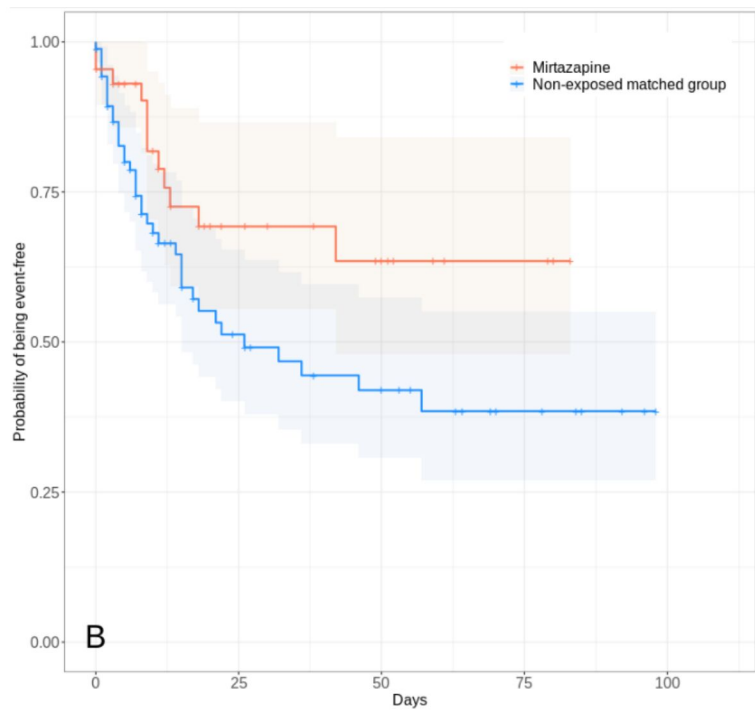 1.00
Mirtazapine
Non-exposed matched group
0.75
Probability of being event-free
0.50
0.25
0.00
B
0
25
50
75
100
Days